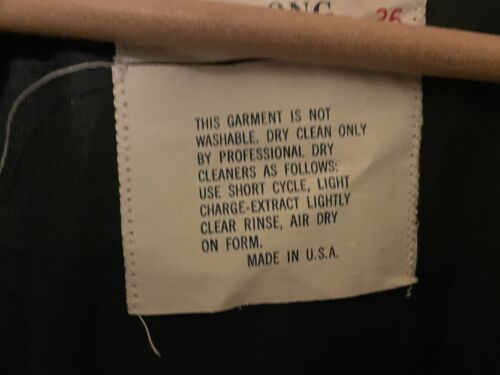 36
THIS GARMENT IS NOT
WASHABLE. DRY CLEAN ONLY
BY PROFESSIONAL DRY
CLEANERS AS FOLLOWS:
USE SHORT CYCLE, LIGHT
CHARGE-EXTRACT LIGHTLY
CLEAR RINSE, AIR DRY
ON FORM.
MADE IN U.S.A.